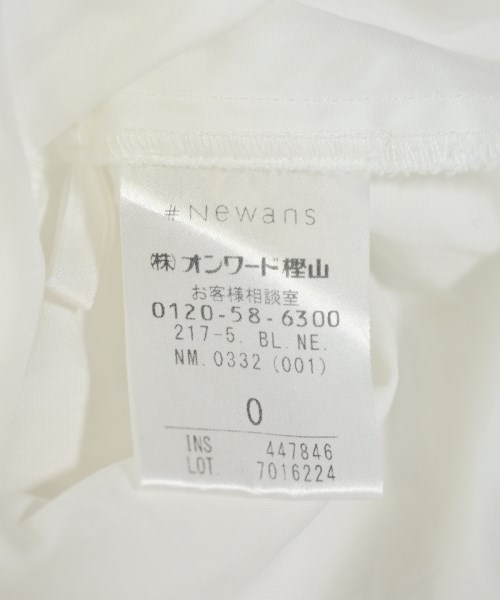 #Newans
㈱オンワード樫山
お客様相談室
0120-58-6300
217-5. BL.NE.
NM.0332(001)
0
INS 447846
LOT. 7016224